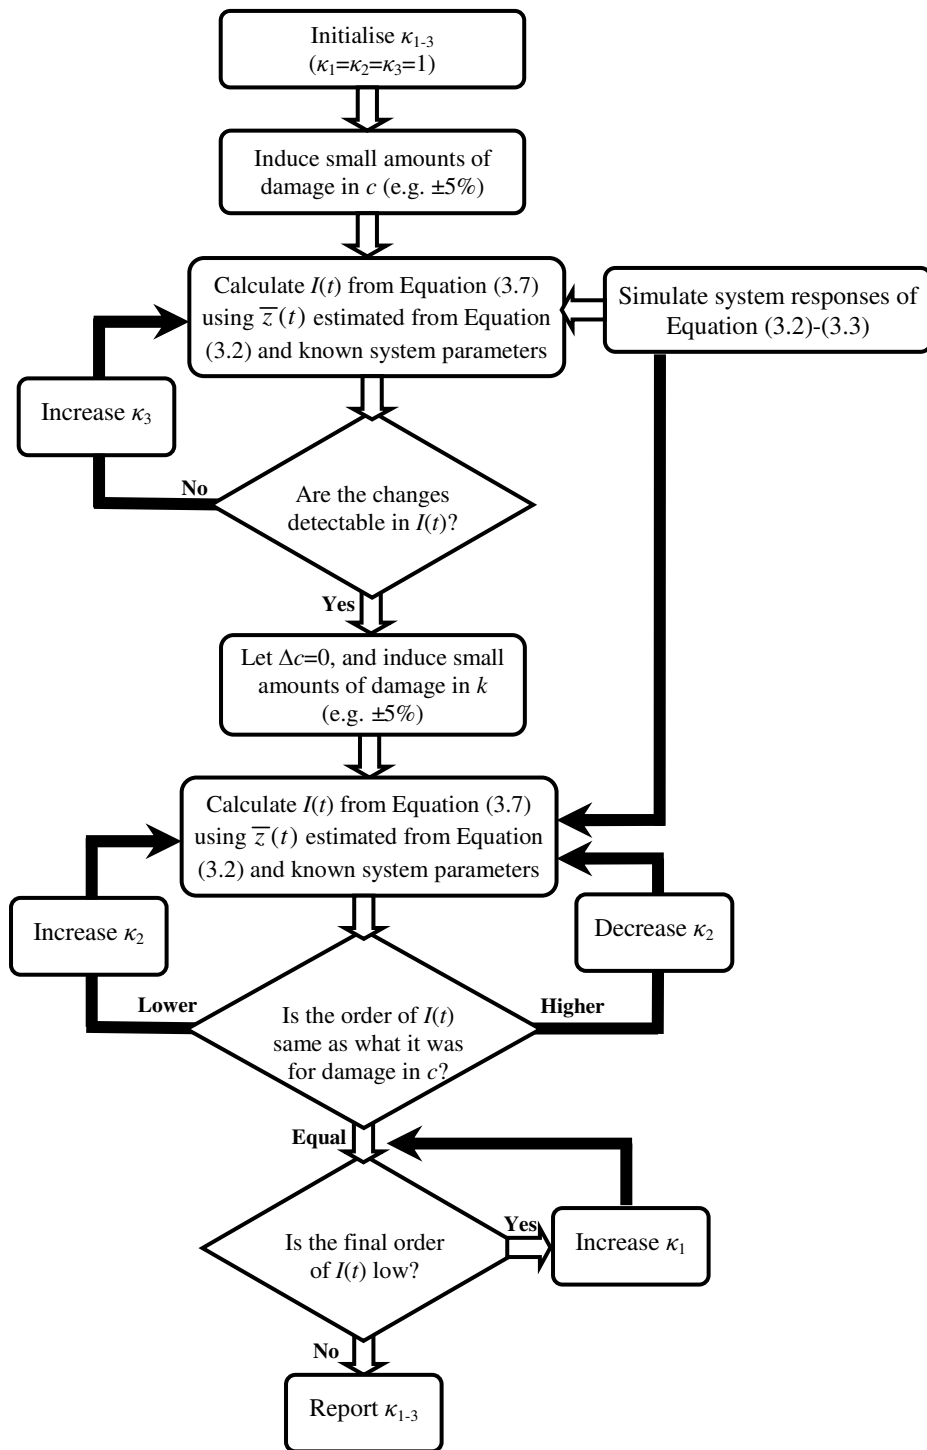 Initialise κ1-3
(κ1=κ2=κ3=1)
Induce small amounts of
damage in c (e.g. ±5%)
Calculate I(t) from Equation (3.7)
using z̅(t) estimated from Equation
(3.2) and known system parameters
Simulate system responses of
Equation (3.2)-(3.3)
Increase κ3
No
Are the changes
detectable in I(t)?
Yes
Let Δc=0, and induce small
amounts of damage in k
(e.g. ±5%)
Calculate I(t) from Equation (3.7)
using z̅(t) estimated from Equation
(3.2) and known system parameters
Increase κ2
Decrease κ2
Lower
Higher
Is the order of I(t)
same as what it was
for damage in c?
Equal
Is the final order
of I(t) low?
Yes
Increase κ1
No
Report κ1-3